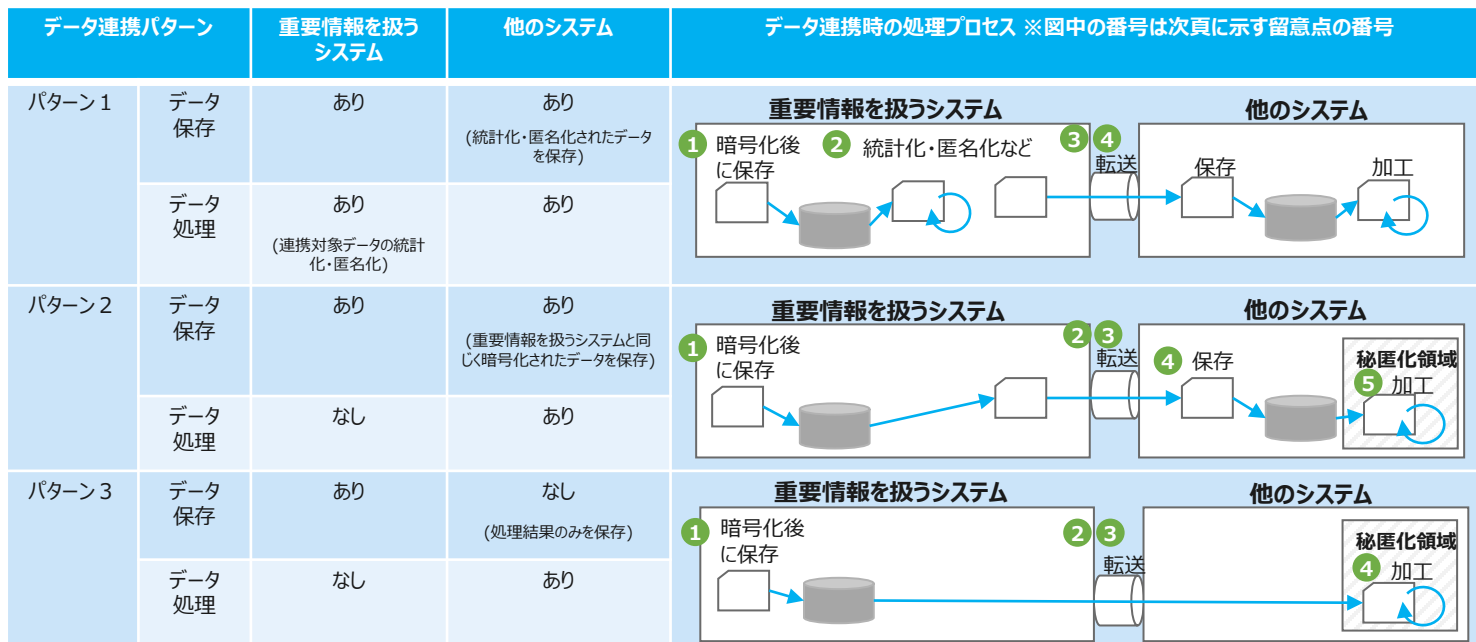 データ連携パターン
重要情報を扱う
システム
他のシステム
データ連携時の処理プロセス ※図中の番号は次頁に示す留意点の番号
パターン1
データ
保存
あり
あり
(統計化・匿名化されたデータ
を保存)
データ
処理
あり
(連携対象データの統計
化・匿名化)
あり
重要情報を扱うシステム
他のシステム
1 暗号化後
に保存
2 統計化・匿名化など
3 4
転送
保存
加工
パターン2
データ
保存
あり
あり
(重要情報を扱うシステムと同
じく暗号化されたデータを保存)
データ
処理
なし
あり
重要情報を扱うシステム
他のシステム
1 暗号化後
に保存
2 3
転送
4 保存
秘匿化領域
5 加工
パターン3
データ
保存
あり
なし
(処理結果のみを保存)
データ
処理
なし
あり
重要情報を扱うシステム
他のシステム
1 暗号化後
に保存
2 3
転送
秘匿化領域
4 加工